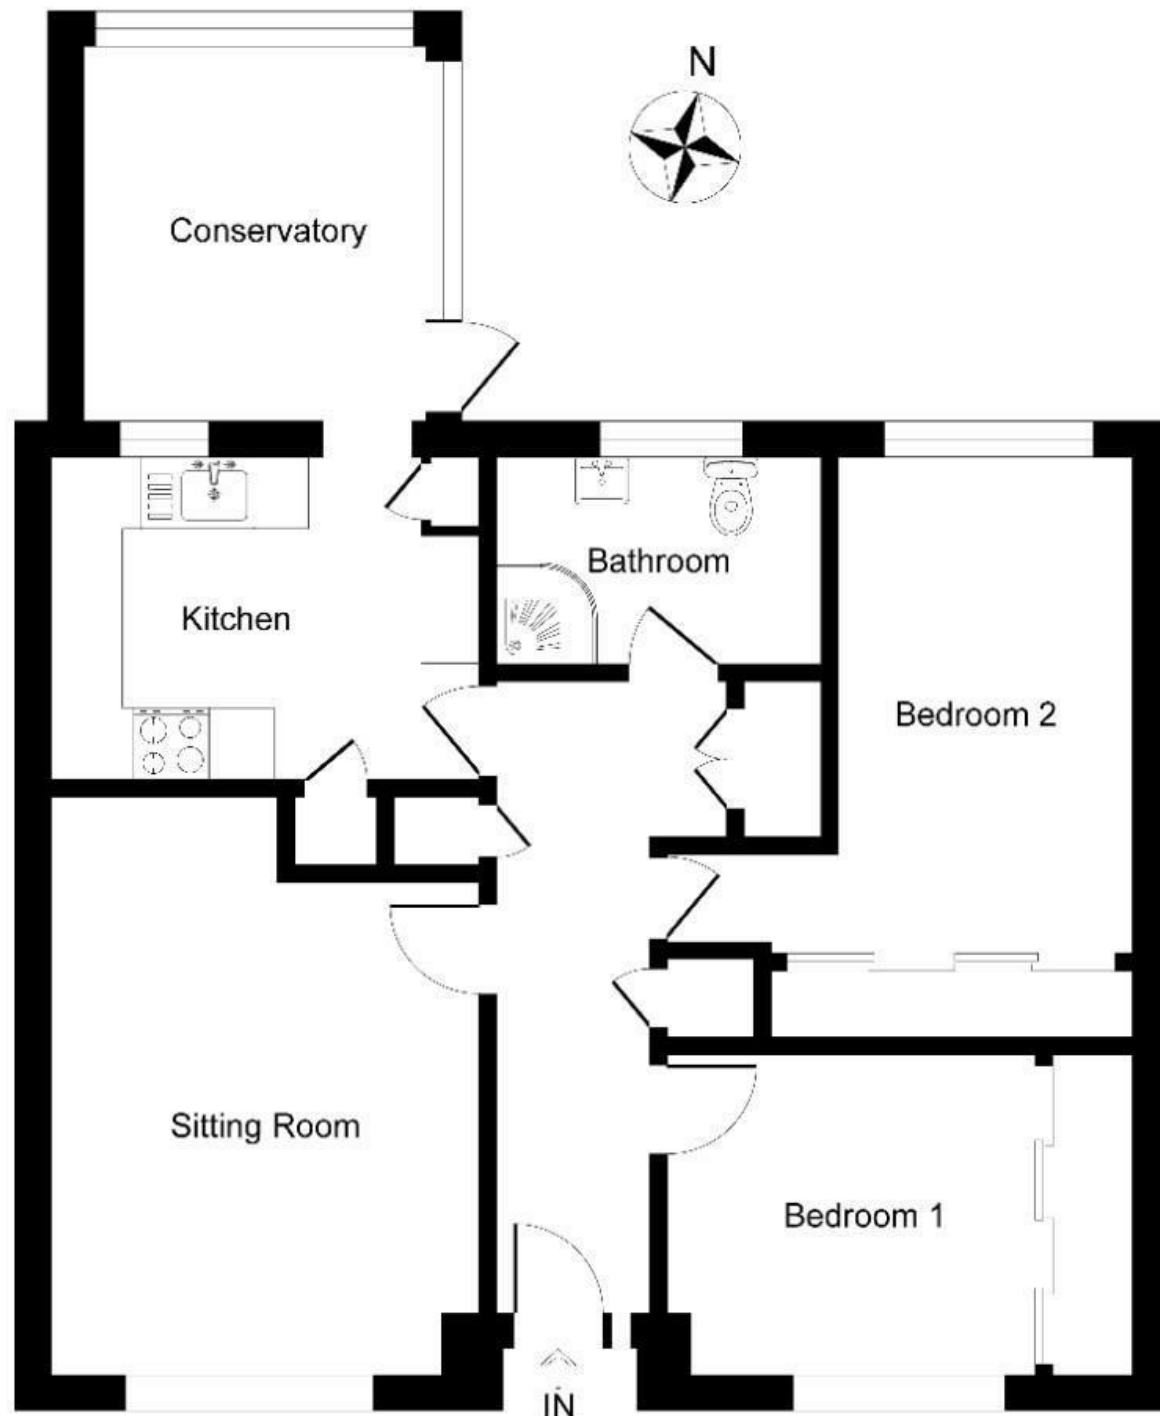 N
Conservatory
Bathroom
Kitchen
Bedroom 2
Sitting Room
Bedroom 1
IN